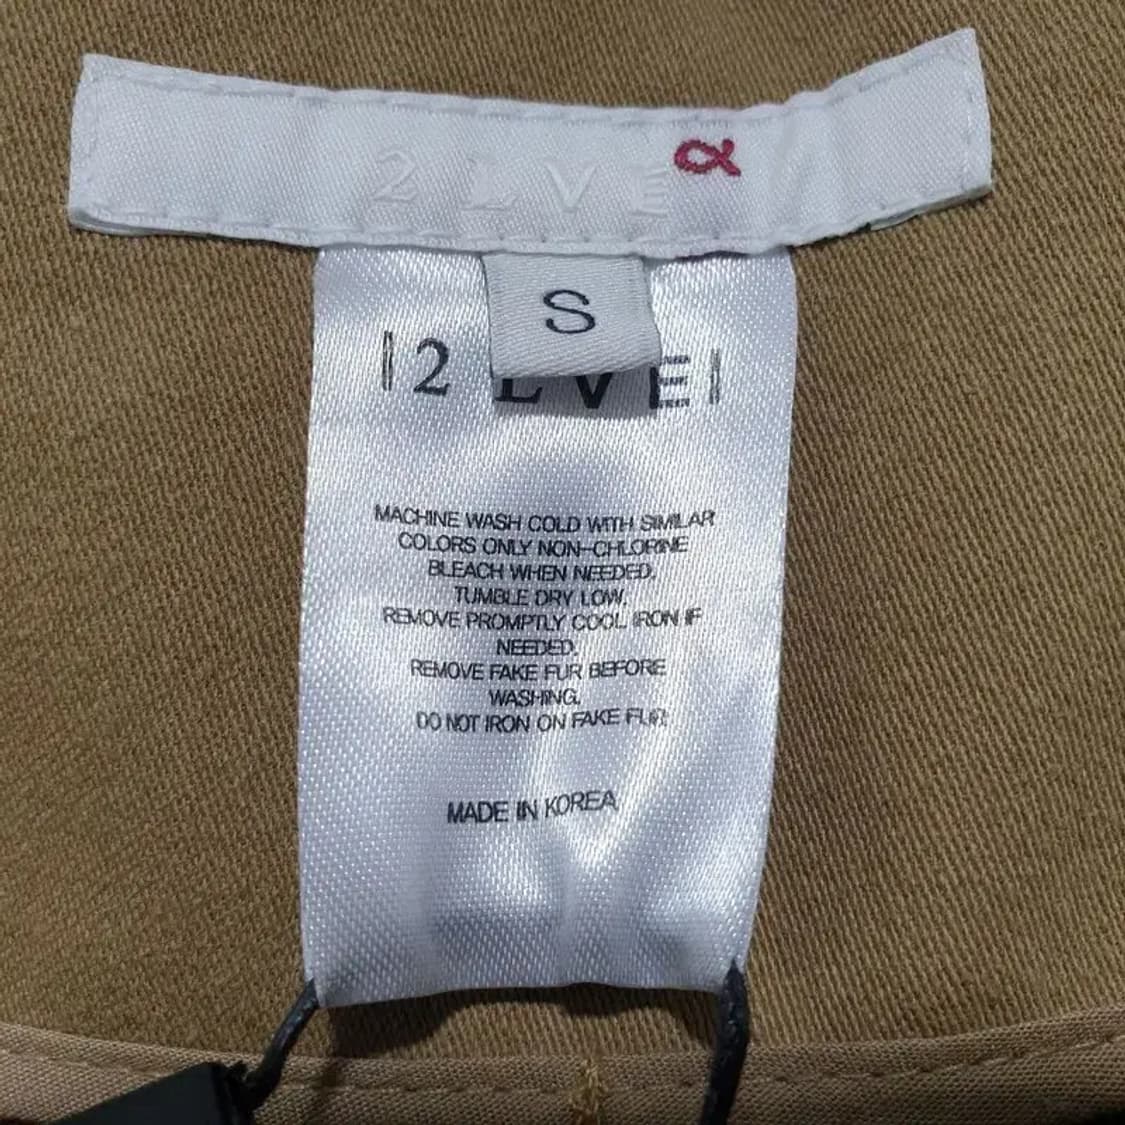 2 LVE α
S
|2 LVE|
MACHINE WASH COLD WITH SIMILAR
COLORS ONLY NON-CHLORINE
BLEACH WHEN NEEDED.
TUMBLE DRY LOW.
REMOVE PROMPTLY COOL IRON IF
NEEDED.
REMOVE FAKE FUR BEFORE
WASHING.
DO NOT IRON ON FAKE FUR
MADE IN KOREA